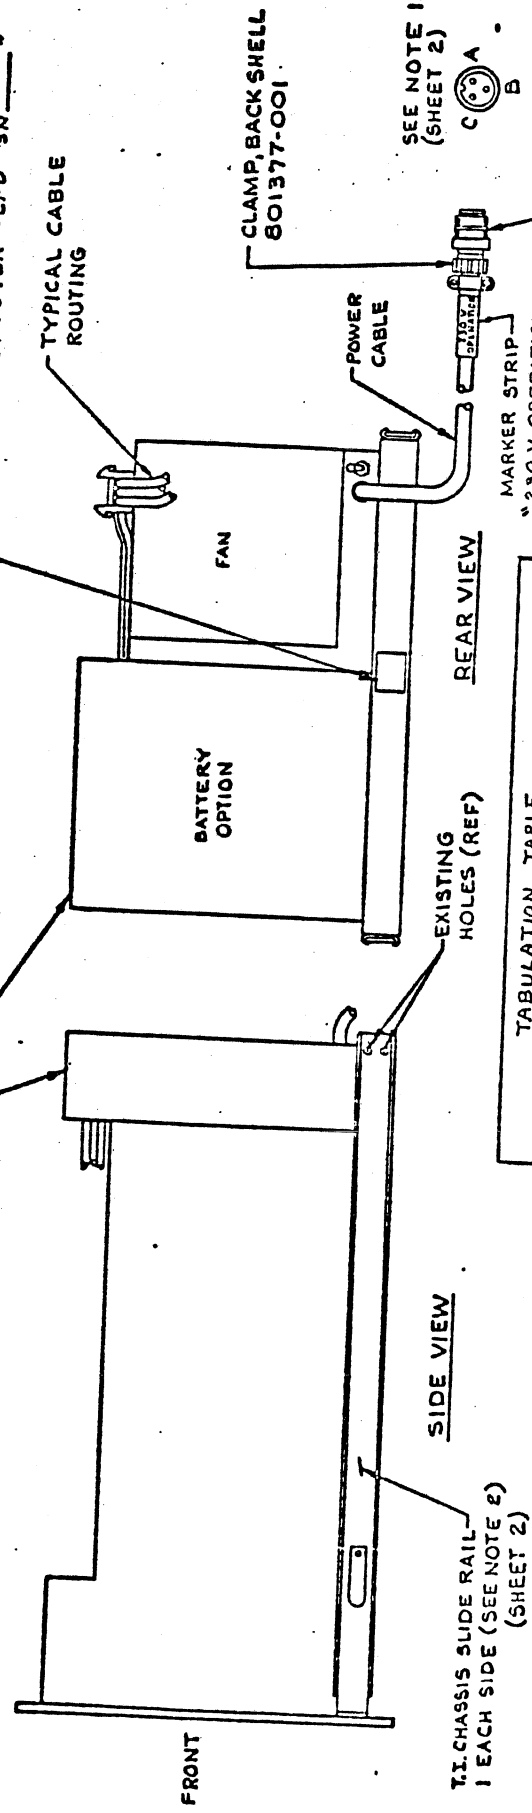 TYPICAL CABLE
ROUTING
CLAMP, BACK SHELL
801377-001.
SEE NOTE 1
(SHEET 2)
C
A
B
POWER
CABLE
230 V
MARKER STRIP
FAN
BATTERY
OPTION
REAR VIEW
EXISTING
HOLES (REF)
TABULATION TABLE
SIDE VIEW
FRONT
T.I. CHASSIS SLIDE RAIL
1 EACH SIDE (SEE NOTE 2)
(SHEET 2)